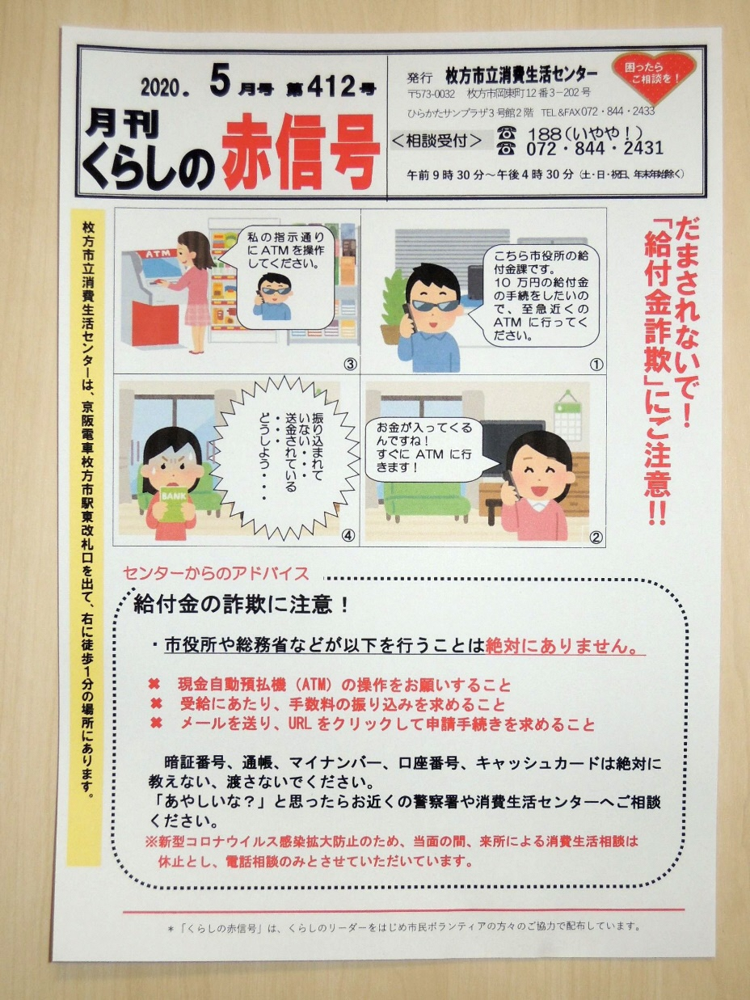 2020．5月号 第412号
月刊
くらしの赤信号
発行 枚方市立消費生活センター
〒573-0032 枚方市岡東町12番3－202号
ひらかたサンプラザ3号館2階 TEL＆FAX072・844・2433
＜相談受付＞ ☎ 188（いやや！）
☎ 072・844・2431
午前9時30分～午後4時30分（土・日・祝日、年末年始除く）
困ったら
ご相談を！
だまされないで！
「給付金詐欺」にご注意!!
こちら市役所の給
付金課です。
10万円の給付金
の手続をしたいの
で、至急近くの
ATMに行ってく
ださい。
①
お金が入ってくる
んですね！
すぐにATMに行
きます！
②
ATM
私の指示通り
にATMを操作
してください。
③
振り込まれて
いない・・・
送金されている
・・・
どうしよう・・・
BANK
④
枚方市立消費生活センターは、京阪電車枚方市駅東改札口を出て、右に徒歩1分の場所にあります。
センターからのアドバイス
給付金の詐欺に注意！
・市役所や総務省などが以下を行うことは絶対にありません。
✖ 現金自動預払機（ATM）の操作をお願いすること
✖ 受給にあたり、手数料の振り込みを求めること
✖ メールを送り、URLをクリックして申請手続きを求めること
暗証番号、通帳、マイナンバー、口座番号、キャッシュカードは絶対に
教えない、渡さないでください。
「あやしいな？」と思ったらお近くの警察署や消費生活センターへご相談
ください。
※新型コロナウイルス感染拡大防止のため、当面の間、来所による消費生活相談は
休止とし、電話相談のみとさせていただいています。
＊「くらしの赤信号」は、くらしのリーダーをはじめ市民ボランティアの方々のご協力で配布しています。